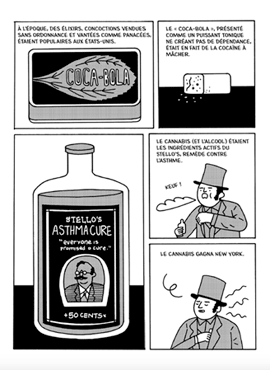 À L'ÉPOQUE, DES ÉLIXIRS, CONCOCTIONS VENDUES
SANS ORDONNANCE ET VANTÉES COMME PANACÉES,
ÉTAIENT POPULAIRES AUX ÉTATS-UNIS.
COCA-BOLA
LE « COCA-BOLA », PRÉSENTÉ
COMME UN PUISSANT TONIQUE
NE CRÉANT PAS DE DÉPENDANCE,
ÉTAIT EN FAIT DE LA COCAÏNE À
MÂCHER.
STELLO'S
ASTHMA CURE
"everyone is
promised a cure."
50 CENTS
LE CANNABIS (ET L'ALCOOL) ÉTAIENT
LES INGRÉDIENTS ACTIFS DU
STELLO'S, REMÈDE CONTRE
L'ASTHME.
KEUF !
LE CANNABIS GAGNA NEW YORK.